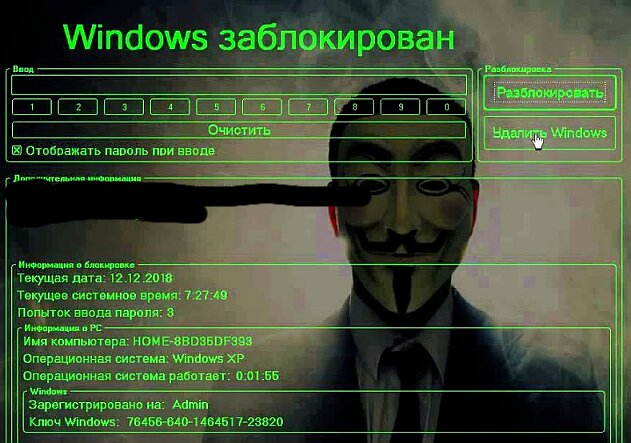 Windows заблокирован
Ввод
1 2 3 4 5 6 7 8 9 0
Очистить
Отображать пароль при вводе
Разблокировка
Разблокировать
Удалить Windows
Дополнительная информация
Информация о блокировке
Текущая дата: 12.12.2018
Текущее системное время: 7:27:49
Попыток ввода пароля: 3
Информация о PC
Имя компьютера: HOME-8BD35DF393
Операционная система: Windows XP
Операционная система работает: 0:01:55
Windows
Зарегистрировано на: Admin
Ключ Windows: 76456-640-1464517-23820